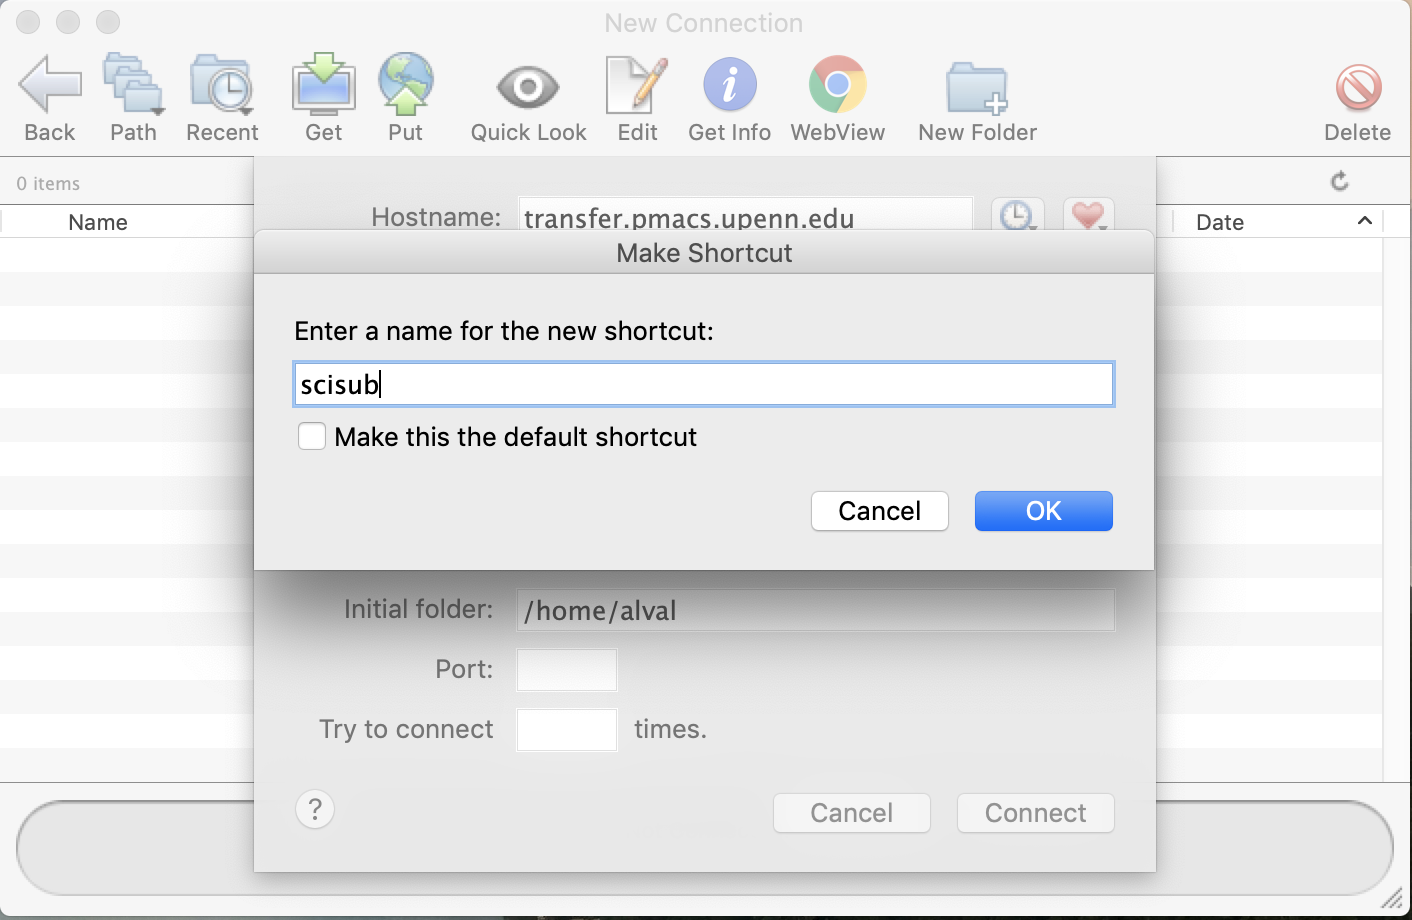 New Connection
Back Path Recent Get Put Quick Look Edit Get Info WebView New Folder Delete
0 items
Hostname: transfer.pmacs.upenn.edu
Name Date
Make Shortcut
Enter a name for the new shortcut:
scisub
Make this the default shortcut
Cancel OK
Initial folder: /home/alval
Port:
Try to connect times.
? Cancel Connect